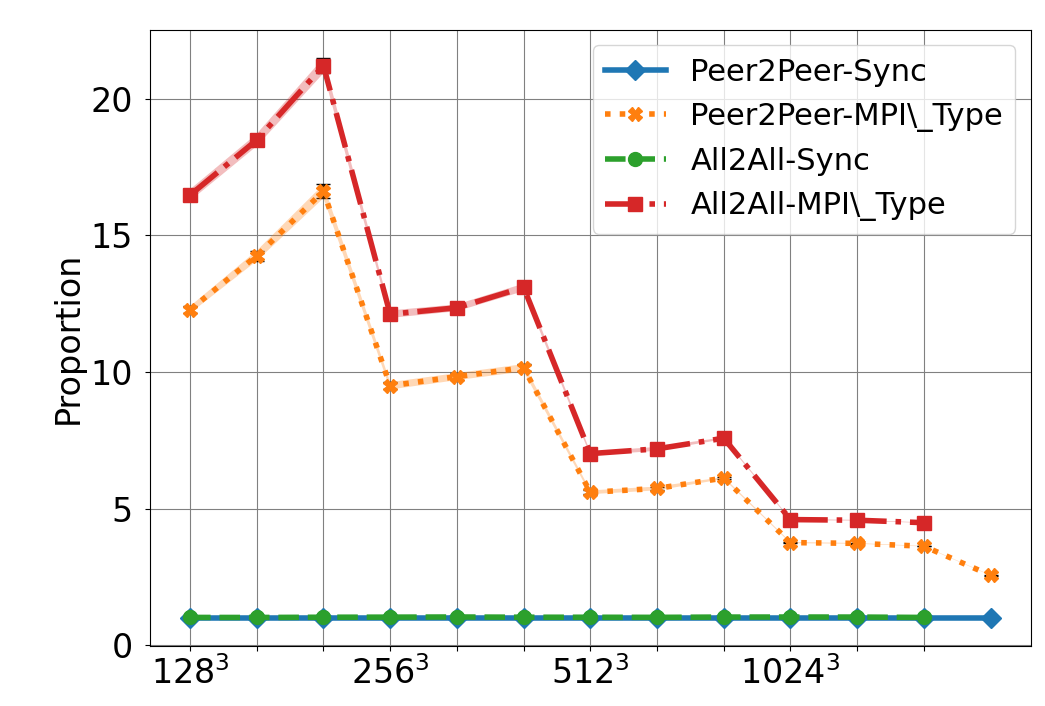 Peer2Peer-Sync
Peer2Peer-MPI\_Type
All2All-Sync
All2All-MPI\_Type
Proportion
20
15
10
5
0
128³ 256³ 512³ 1024³